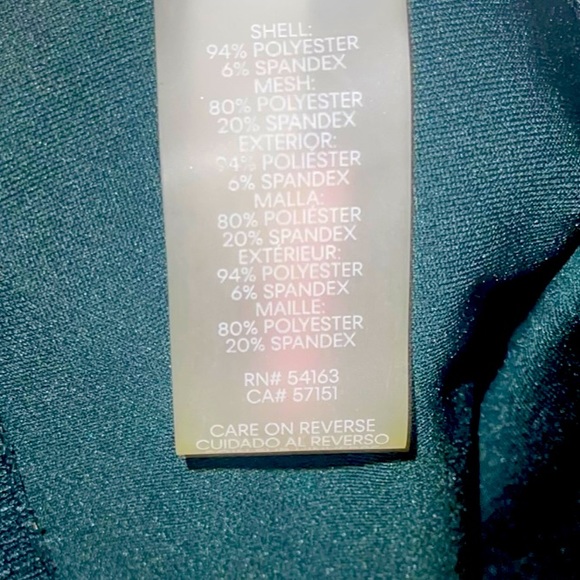 SHELL:
94% POLYESTER
6% SPANDEX
MESH:
80% POLYESTER
20% SPANDEX
EXTERIOR:
94% POLIÉSTER
6% SPANDEX
MALLA:
80% POLIÉSTER
20% SPANDEX
EXTÉRIEUR:
94% POLYESTER
6% SPANDEX
MAILLE:
80% POLYESTER
20% SPANDEX
RN# 54163
CA# 57151
CARE ON REVERSE
CUIDADO AL REVERSO